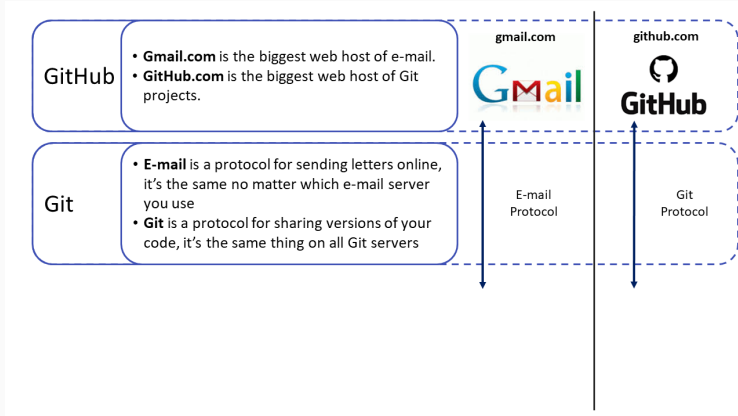 GitHub
• Gmail.com is the biggest web host of e-mail.
• GitHub.com is the biggest web host of Git
projects.
gmail.com
Gmail
github.com
GitHub
Git
• E-mail is a protocol for sending letters online,
it’s the same no matter which e-mail server
you use
• Git is a protocol for sharing versions of your
code, it’s the same thing on all Git servers
E-mail
Protocol
Git
Protocol